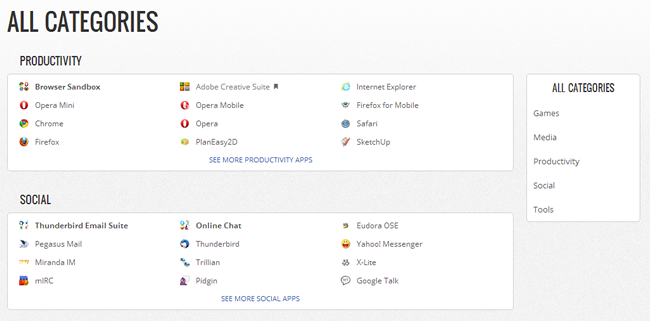 ALL CATEGORIES
PRODUCTIVITY
Browser Sandbox Adobe Creative Suite Internet Explorer
Opera Mini Opera Mobile Firefox for Mobile
Chrome Opera Safari
Firefox PlanEasy2D SketchUp
SEE MORE PRODUCTIVITY APPS
SOCIAL
Thunderbird Email Suite Online Chat Eudora OSE
Pegasus Mail Thunderbird Yahoo! Messenger
Miranda IM Trillian X-Lite
mIRC Pidgin Google Talk
SEE MORE SOCIAL APPS
ALL CATEGORIES
Games
Media
Productivity
Social
Tools